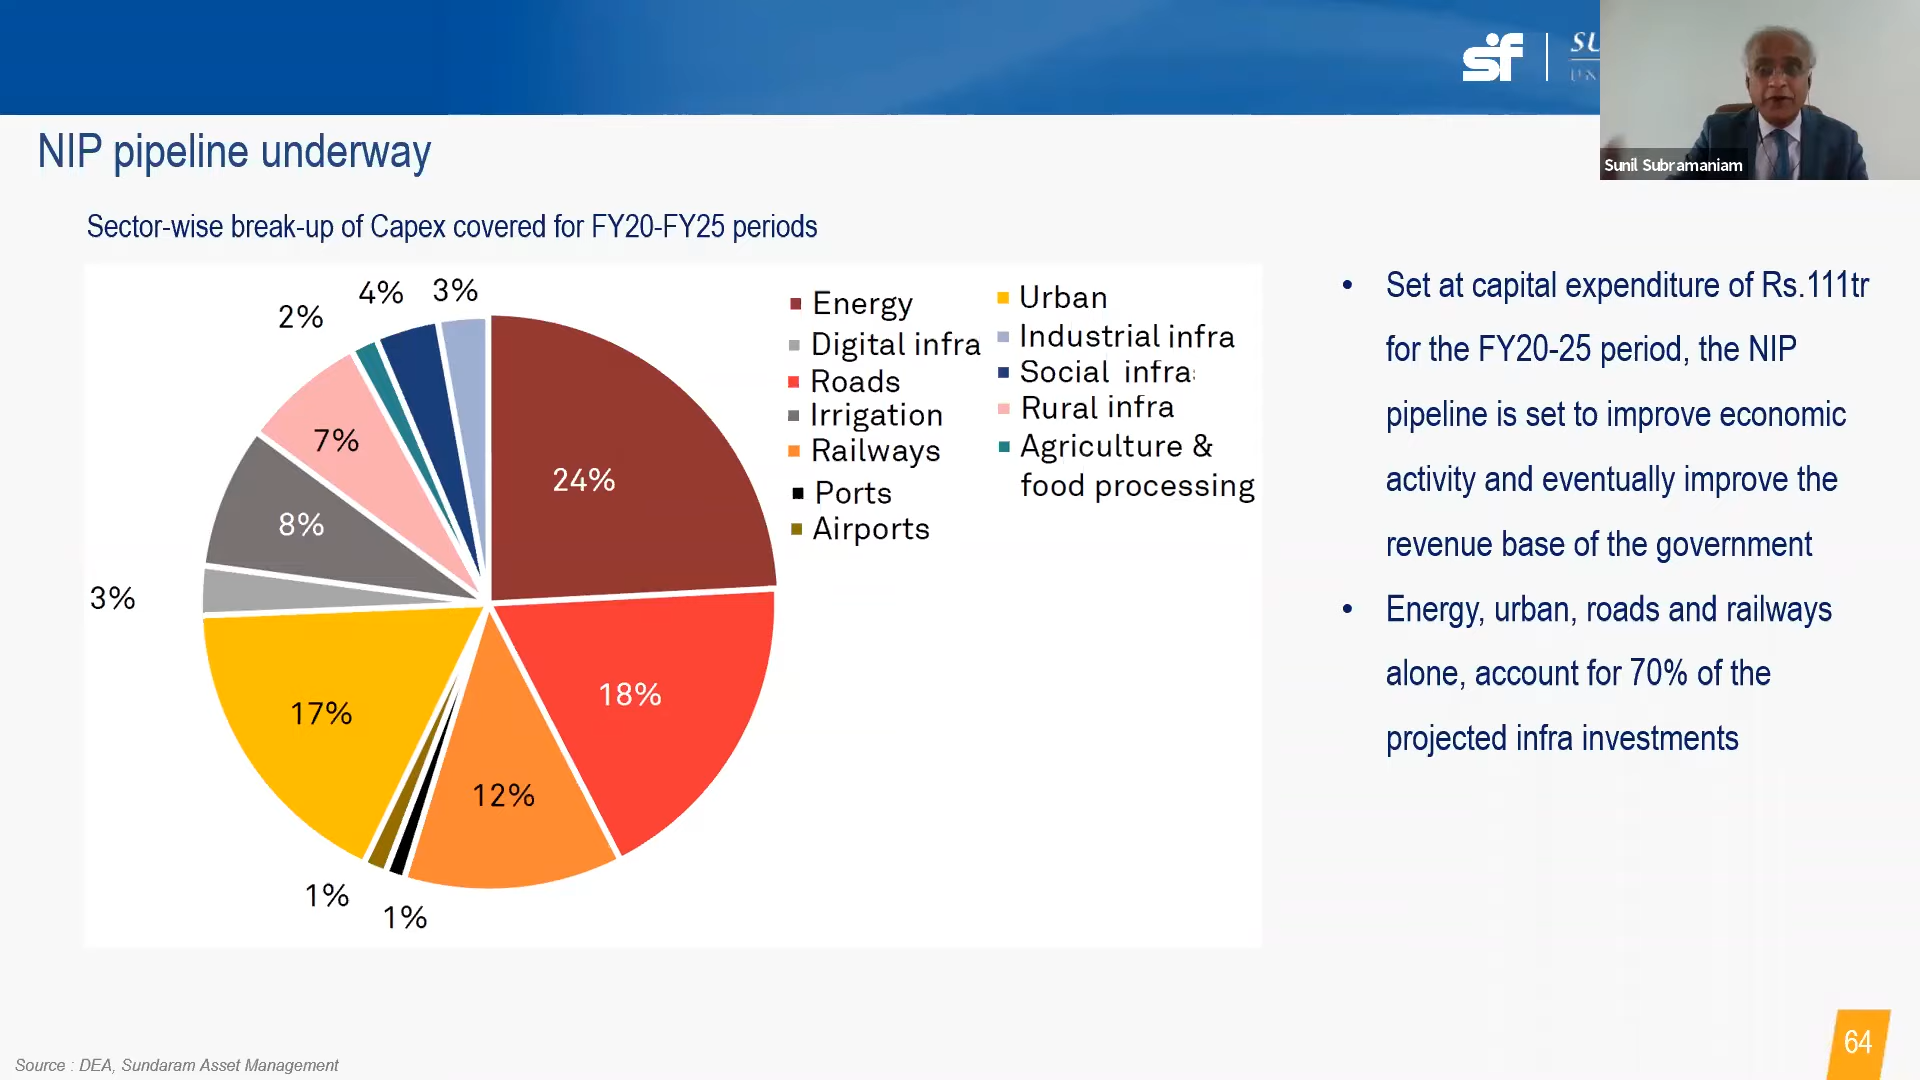 sf
SU
Sunil Subramaniam
NIP pipeline underway
Sector-wise break-up of Capex covered for FY20-FY25 periods
2%
4%
3%
24%
18%
12%
1%
1%
17%
3%
8%
7%
Energy
Digital infra
Roads
Irrigation
Railways
Ports
Airports
Urban
Industrial infra
Social infra
Rural infra
Agriculture &
food processing
• Set at capital expenditure of Rs.111tr
for the FY20-25 period, the NIP
pipeline is set to improve economic
activity and eventually improve the
revenue base of the government
• Energy, urban, roads and railways
alone, account for 70% of the
projected infra investments
Source : DEA, Sundaram Asset Management
64